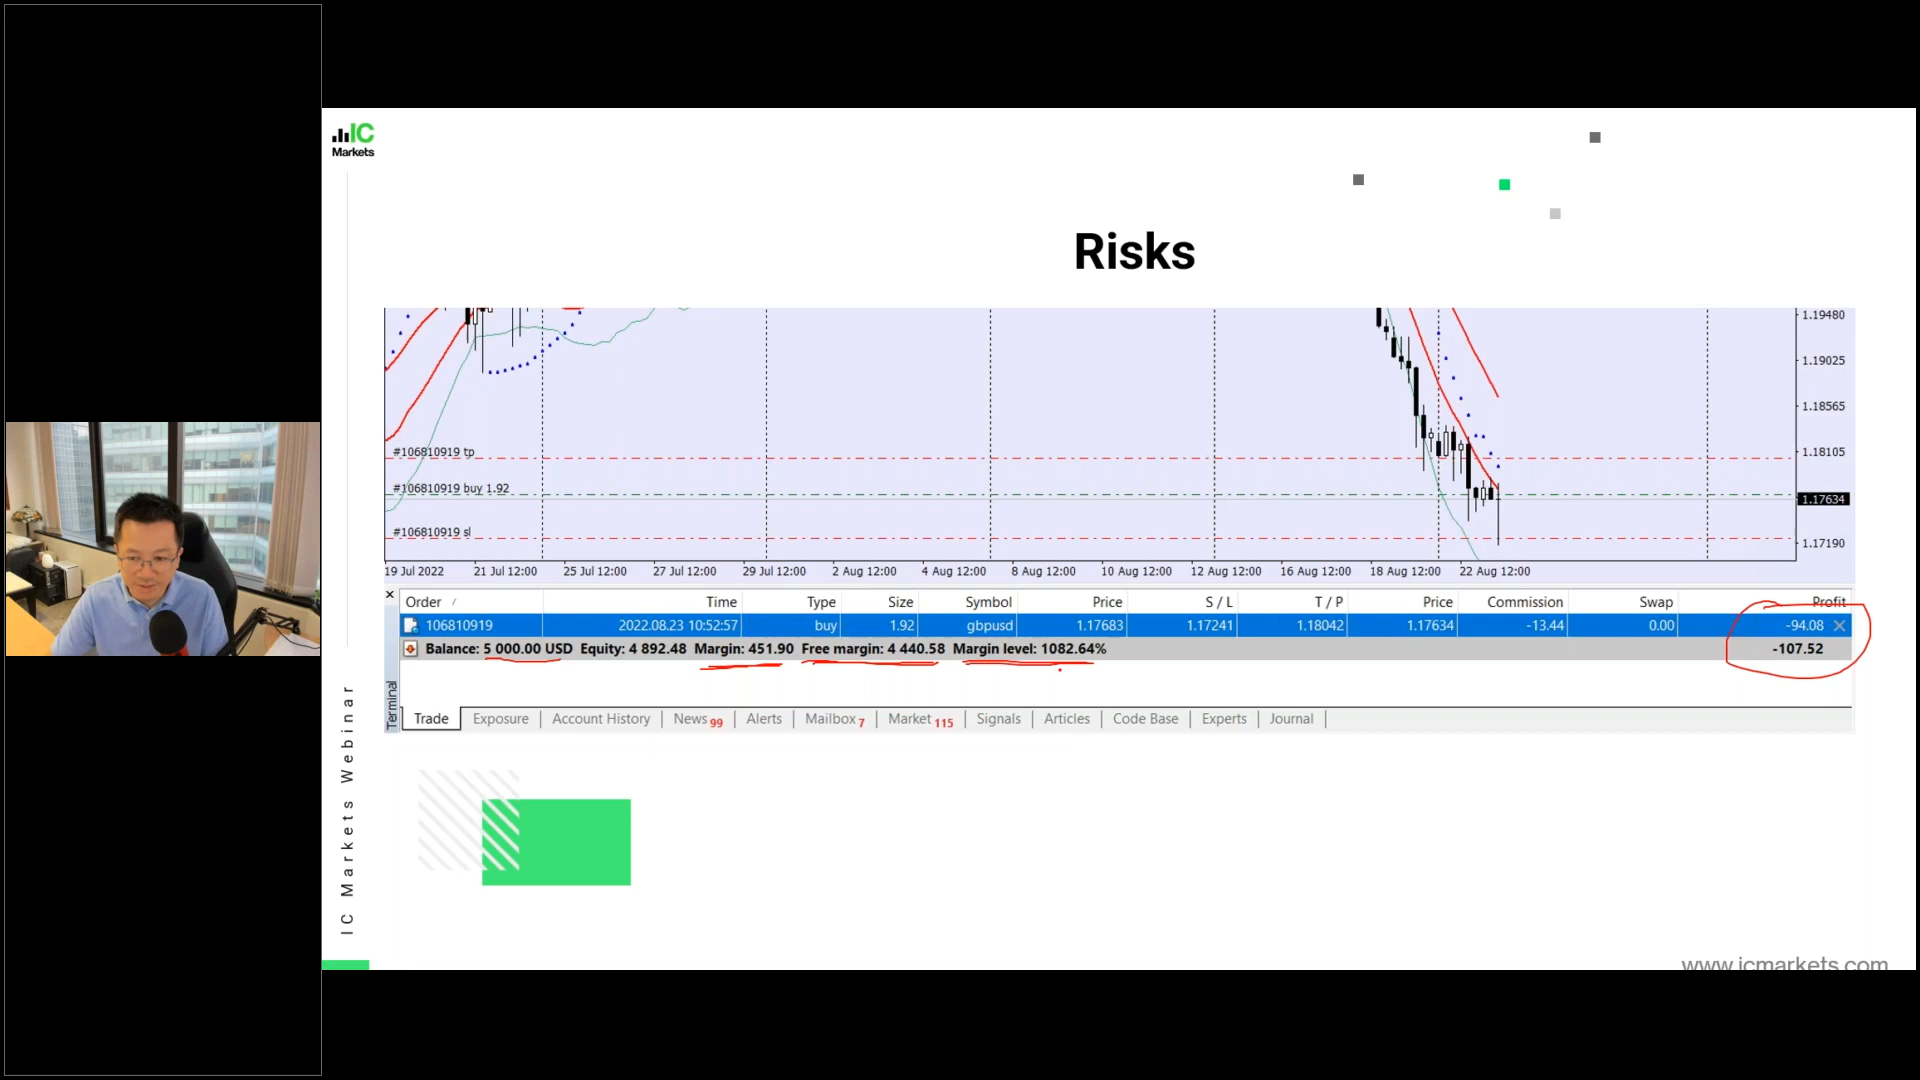 IC
Markets
Risks
1.19480
1.19025
1.18565
#106810919 tp
1.18105
#106810919 buy 1.92
1.17634
#106810919 sl
1.17190
19 Jul 2022 21 Jul 12:00 25 Jul 12:00 27 Jul 12:00 29 Jul 12:00 2 Aug 12:00 4 Aug 12:00 8 Aug 12:00 10 Aug 12:00 12 Aug 12:00 16 Aug 12:00 18 Aug 12:00 22 Aug 12:00
Order / Time Type Size Symbol Price S / L T / P Price Commission Swap Profit
106810919 2022.08.23 10:52:57 buy 1.92 gbpusd 1.17683 1.17241 1.18042 1.17634 -13.44 0.00 -94.08
Balance: 5 000.00 USD Equity: 4 892.48 Margin: 451.90 Free margin: 4 440.58 Margin level: 1082.64% -107.52
Terminal
Trade Exposure Account History News 99 Alerts Mailbox 7 Market 115 Signals Articles Code Base Experts Journal
IC Markets Webinar
www.icmarkets.com